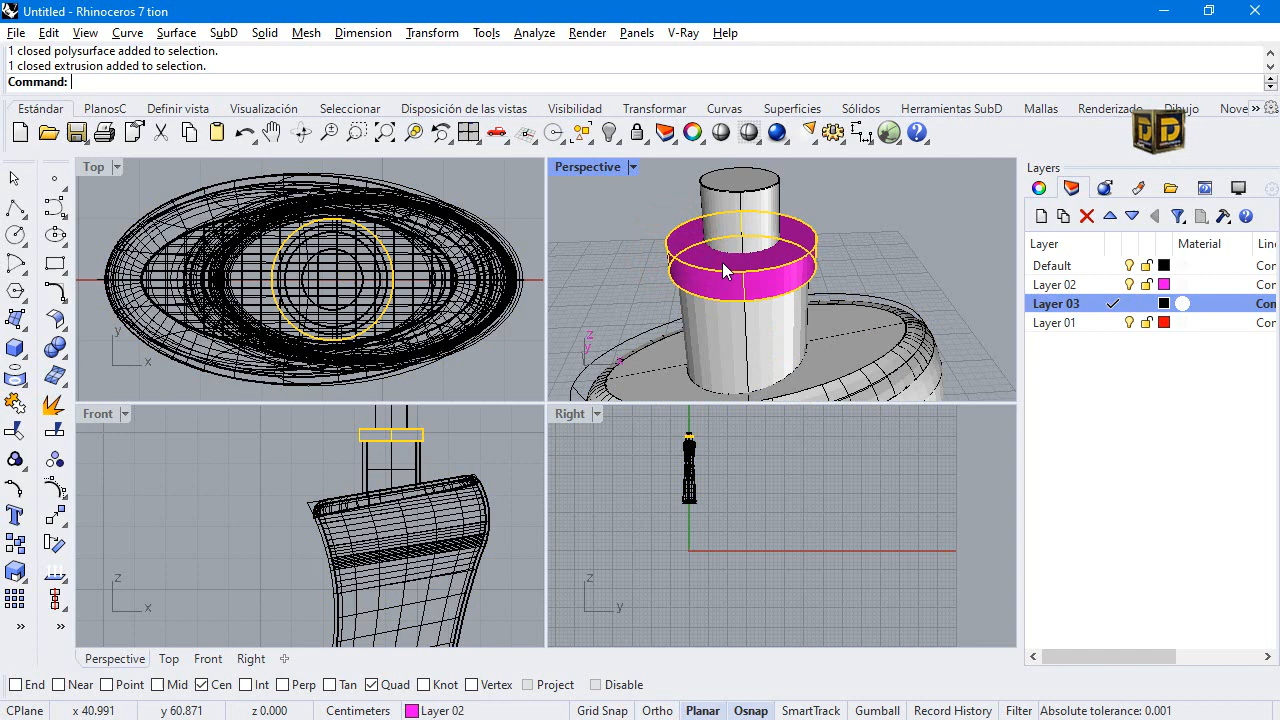 Untitled - Rhinoceros 7 tion
File Edit View Curve Surface SubD Solid Mesh Dimension Transform Tools Analyze Render Panels V-Ray Help
1 closed polysurface added to selection.
1 closed extrusion added to selection.
Command:
Estándar PlanosC Definir vista Visualización Seleccionar Disposición de las vistas Visibilidad Transformar Curvas Superficies Sólidos Herramientas SubD Mallas Renderizado Dibujo Nove »
Top
Perspective
Layers
Layer Material Lin
Default Cor
Layer 02 Cor
Layer 03 Con
Layer 01 Cor
y
x
z
y
x
Front
Right
z
x
z
y
» »
Perspective Top Front Right
End Near Point Mid Cen Int Perp Tan Quad Knot Vertex Project Disable
CPlane x 40.991 y 60.871 z 0.000 Centimeters Layer 02 Grid Snap Ortho Planar Osnap SmartTrack Gumball Record History Filter Absolute tolerance: 0.001